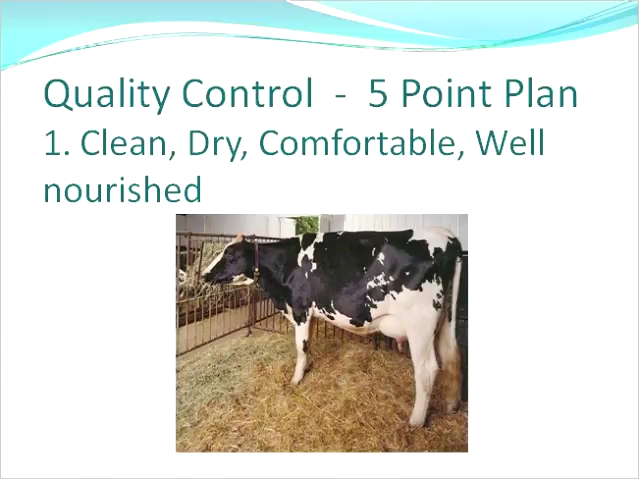 Quality Control - 5 Point Plan
1. Clean, Dry, Comfortable, Well
nourished